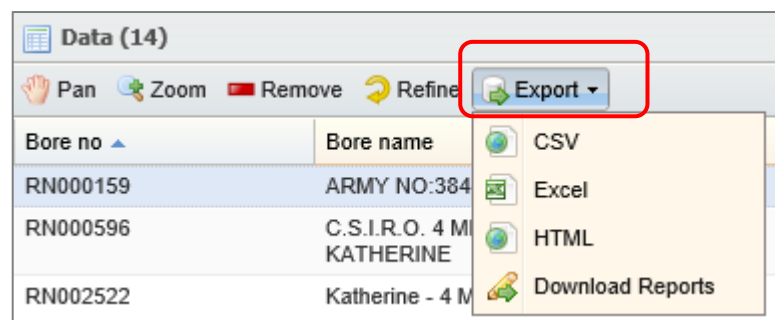 Data (14)
Pan Zoom Remove Refine Export
Bore no Bore name
CSV
RN000159 ARMY NO:384
Excel
RN000596 C.S.I.R.O. 4
KATHERINE
HTML
RN002522 Katherine - 4
Download Reports